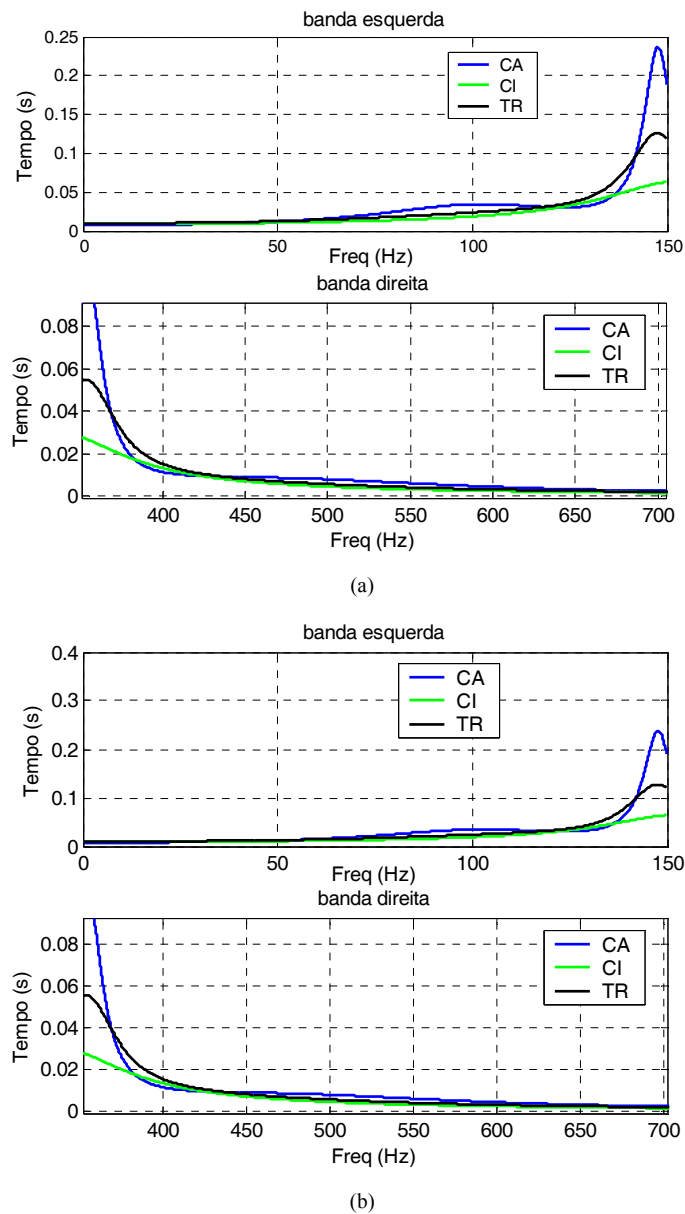 banda esquerda
0.25
0.2
0.15
0.1
0.05
0
Tempo (s)
CA
CI
TR
0
50
100
150
Freq (Hz)
banda direita
0.08
0.06
0.04
0.02
0
Tempo (s)
CA
CI
TR
400
450
500
550
600
650
700
Freq (Hz)
(a)
banda esquerda
0.4
0.3
0.2
0.1
0
Tempo (s)
CA
CI
TR
0
50
100
150
Freq (Hz)
banda direita
0.08
0.06
0.04
0.02
0
Tempo (s)
CA
CI
TR
400
450
500
550
600
650
700
Freq (Hz)
(b)